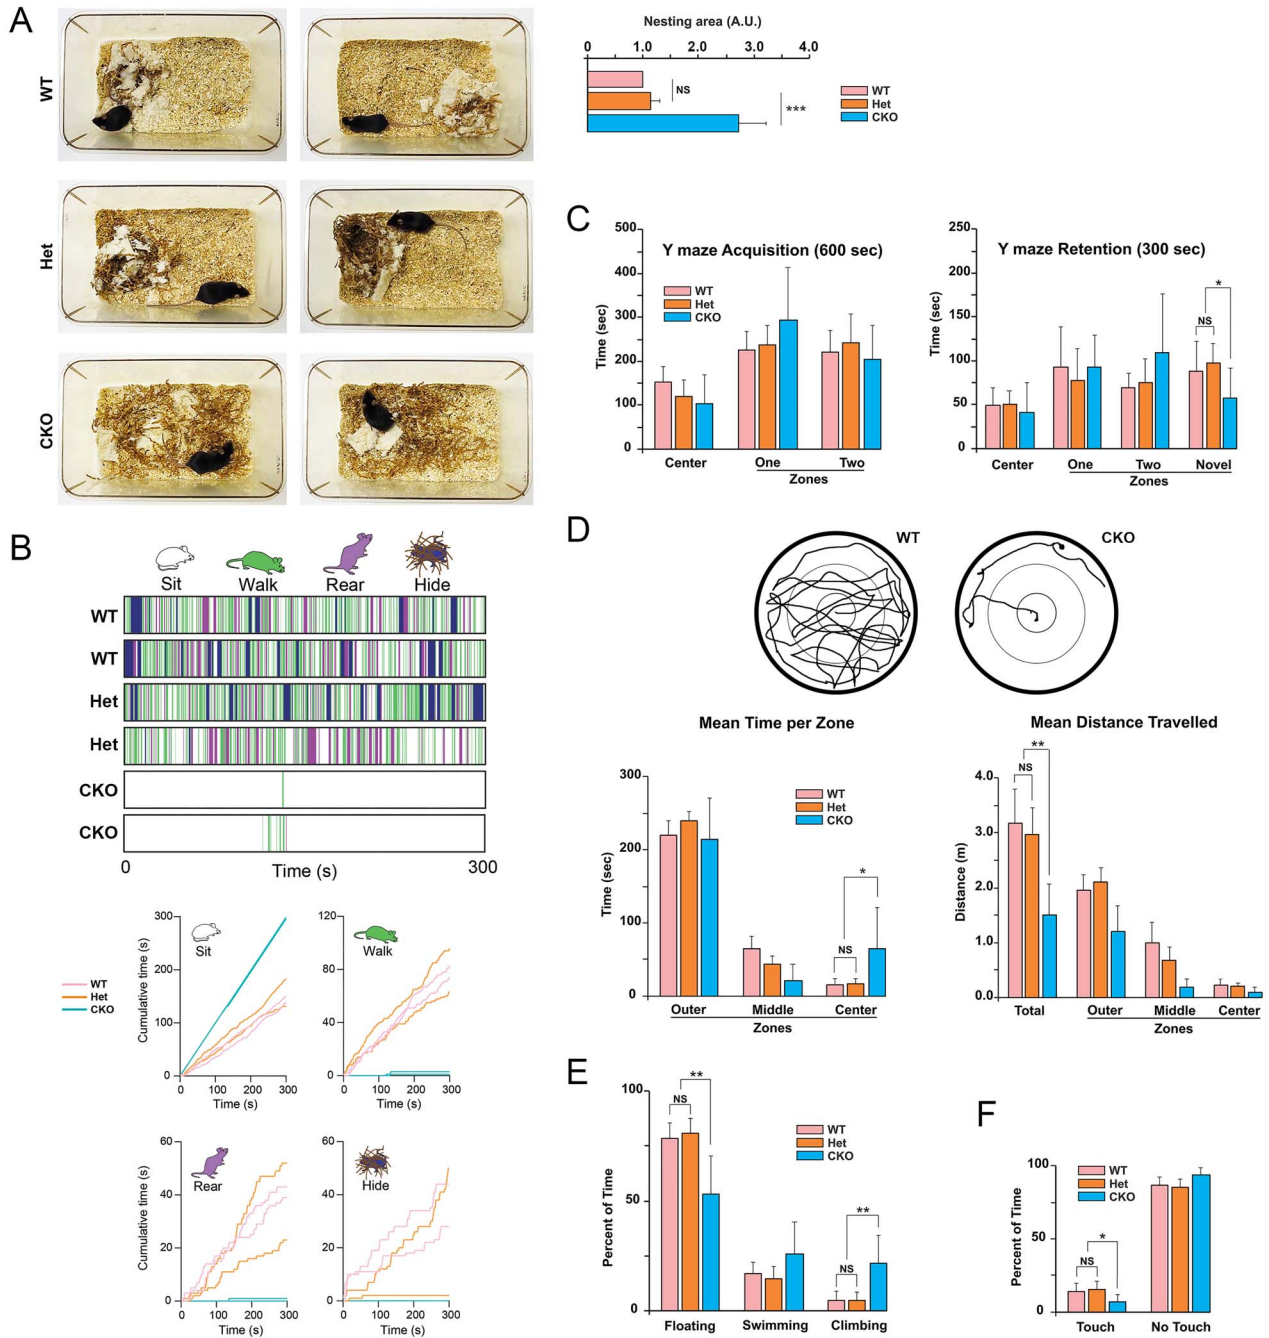 A
WT
Het
CKO
Nesting area (A.U.)
0 1.0 2.0 3.0 4.0
NS
***
WT
Het
CKO
B
Sit Walk Rear Hide
WT
WT
Het
Het
CKO
CKO
0 Time (s) 300
WT
Het
CKO
Cumulative time (s)
300
200
100
0
Sit
0 100 200 300
Time (s)
120
80
40
0
Walk
0 100 200 300
Time (s)
Cumulative time (s)
60
40
20
0
Rear
0 100 200 300
Time (s)
60
40
20
0
Hide
0 100 200 300
Time (s)
C
Y maze Acquisition (600 sec)
Time (sec)
500
400
300
200
100
0
WT
Het
CKO
Center One Two
Zones
Y maze Retention (300 sec)
Time (sec)
250
200
150
100
50
0
NS
*
Center One Two Novel
Zones
D
WT
CKO
Mean Time per Zone
Time (sec)
300
200
100
0
WT
Het
CKO
NS
*
Outer Middle Center
Zones
Mean Distance Travelled
Distance (m)
4.0
3.0
2.0
1.0
0.0
NS
**
Total Outer Middle Center
Zones
E
Percent of Time
100
50
0
NS
**
WT
Het
CKO
NS
**
Floating Swimming Climbing
F
Percent of Time
100
50
0
WT
Het
CKO
NS
*
Touch No Touch